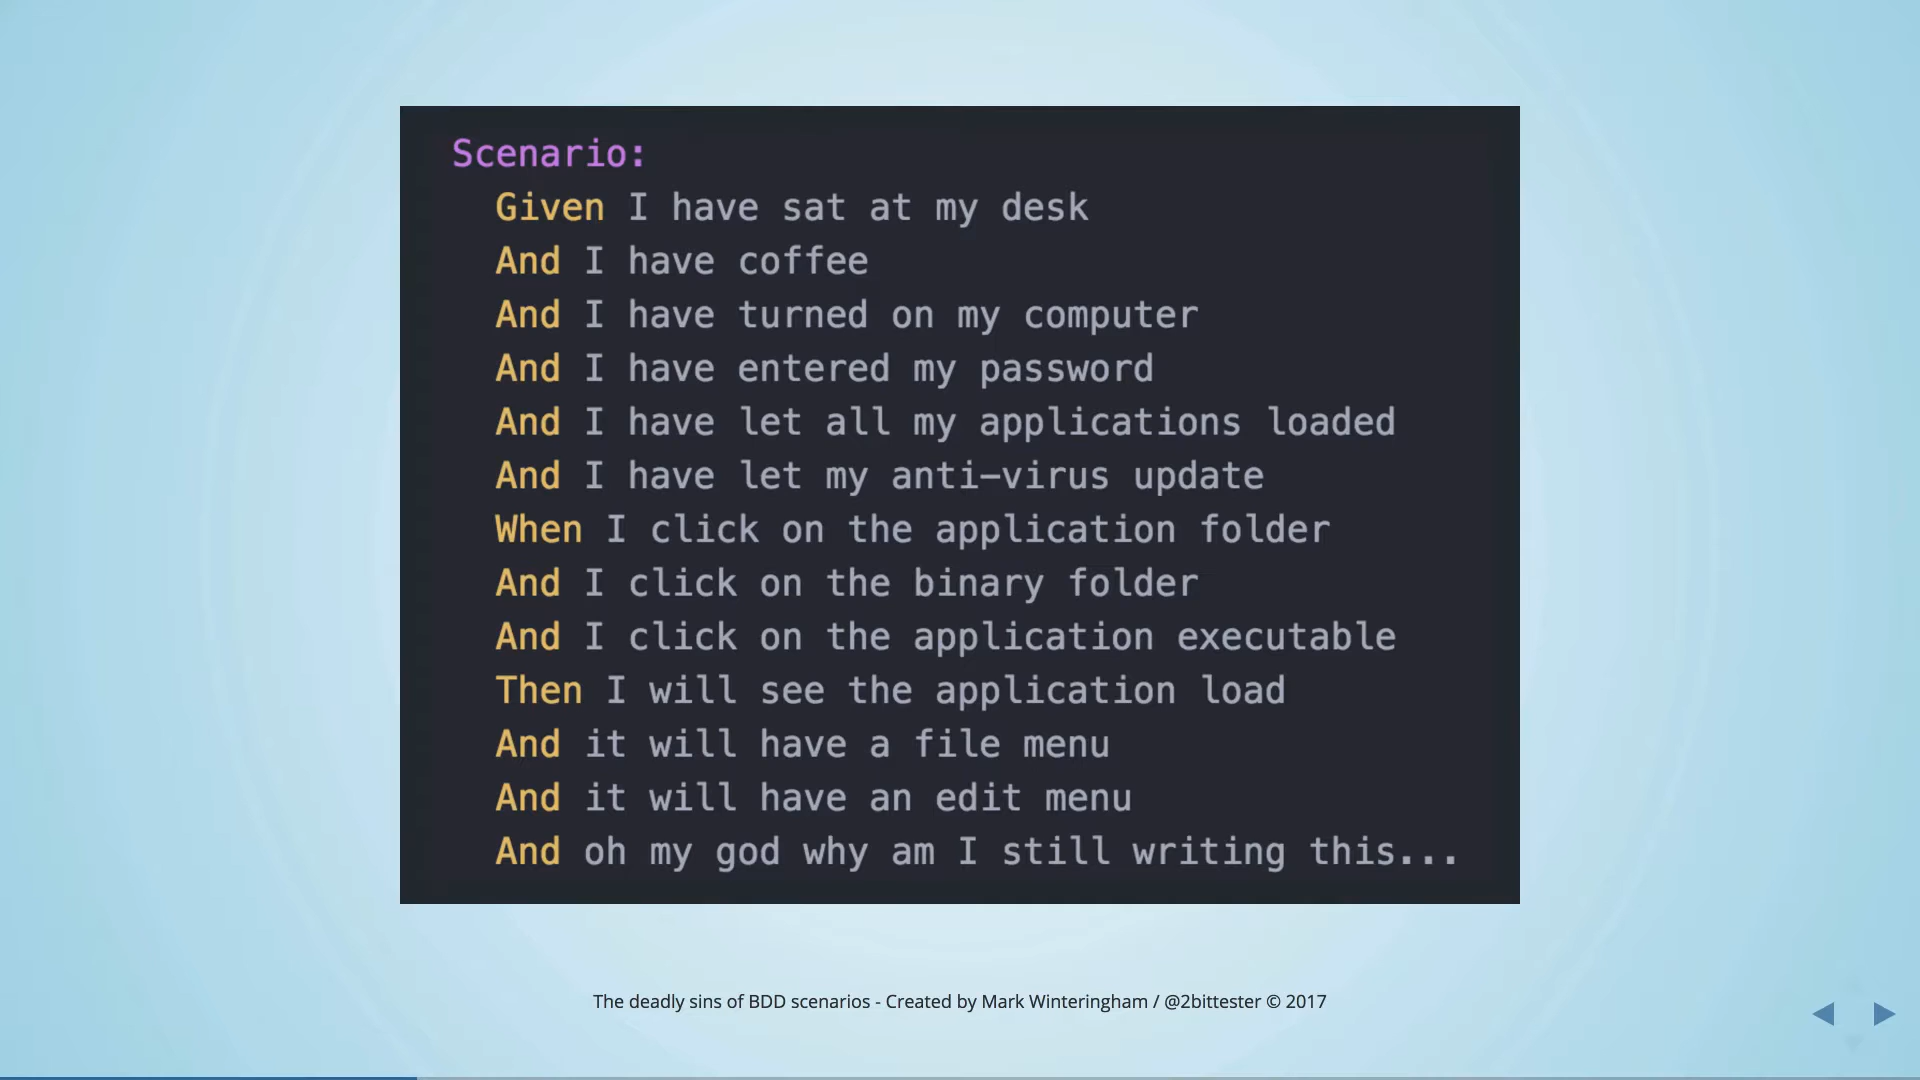 Scenario:
Given I have sat at my desk
And I have coffee
And I have turned on my computer
And I have entered my password
And I have let all my applications loaded
And I have let my anti-virus update
When I click on the application folder
And I click on the binary folder
And I click on the application executable
Then I will see the application load
And it will have a file menu
And it will have an edit menu
And oh my god why am I still writing this...
The deadly sins of BDD scenarios - Created by Mark Winteringham / @2bittester © 2017